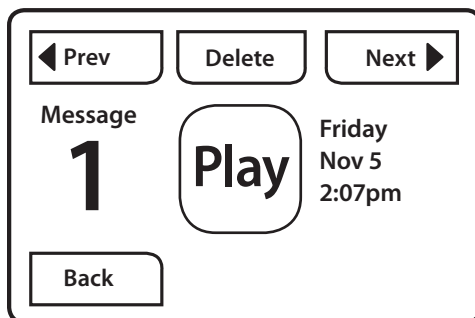 Prev
Delete
Next
Message
1
Play
Friday
Nov 5
2:07pm
Back